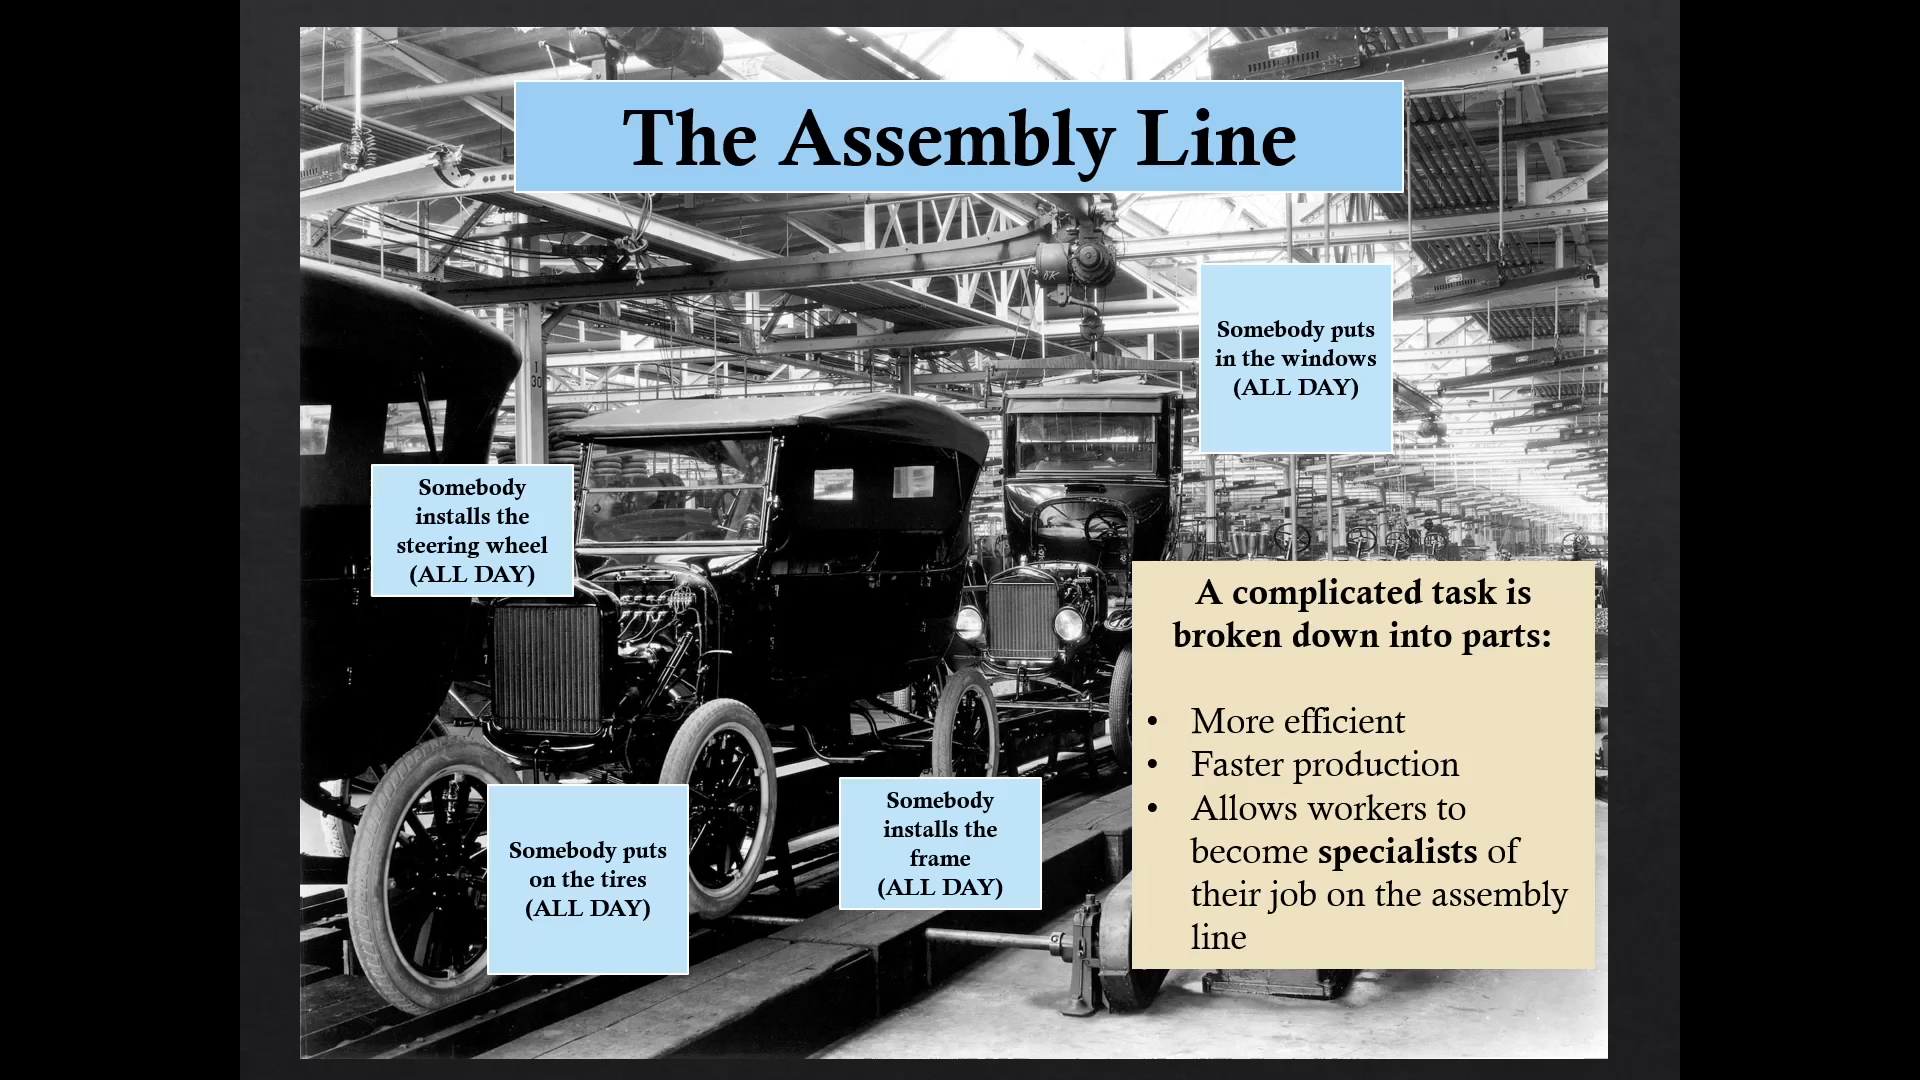 The Assembly Line
Somebody puts
in the windows
(ALL DAY)
Somebody
installs the
steering wheel
(ALL DAY)
Somebody puts
on the tires
(ALL DAY)
Somebody
installs the
frame
(ALL DAY)
A complicated task is
broken down into parts:
• More efficient
• Faster production
• Allows workers to
become specialists of
their job on the assembly
line
1
30